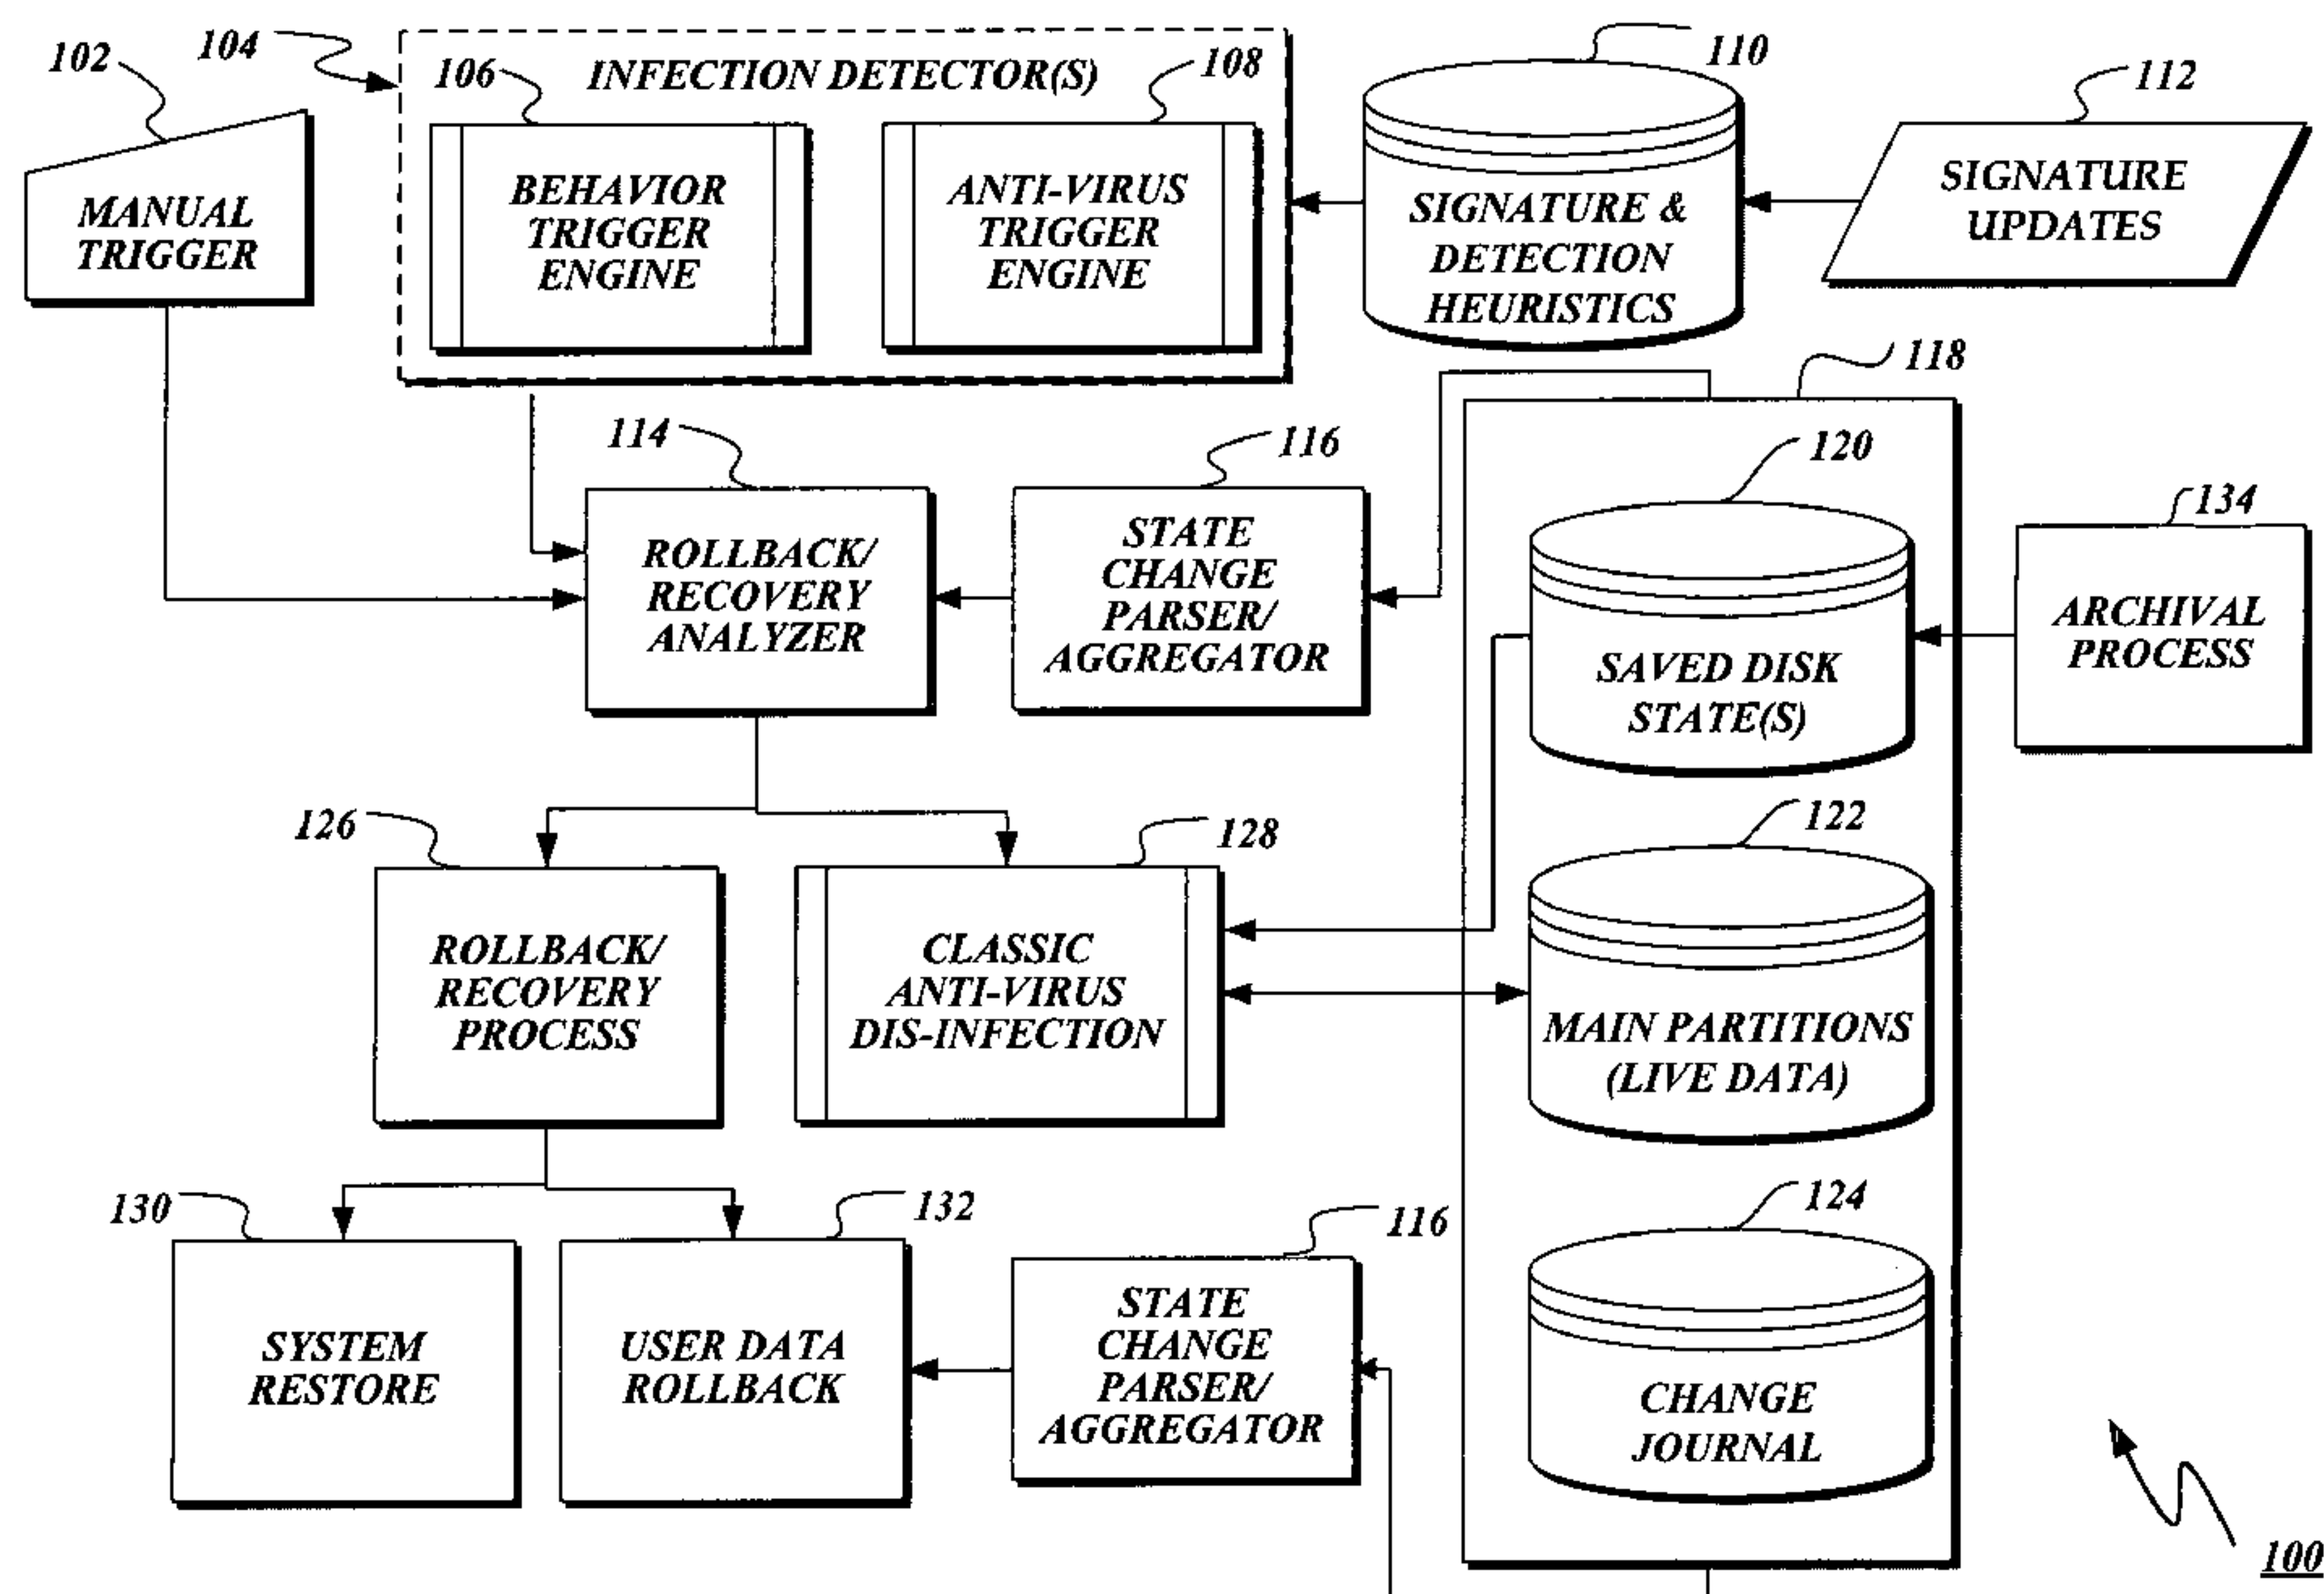 102
104
106
INFECTION DETECTOR(S)
108
110
112
MANUAL
TRIGGER
BEHAVIOR
TRIGGER
ENGINE
ANTI-VIRUS
TRIGGER
ENGINE
SIGNATURE &
DETECTION
HEURISTICS
SIGNATURE
UPDATES
114
116
118
ROLLBACK/
RECOVERY
ANALYZER
STATE
CHANGE
PARSER/
AGGREGATOR
120
SAVED DISK
STATE(S)
134
ARCHIVAL
PROCESS
126
128
122
ROLLBACK/
RECOVERY
PROCESS
CLASSIC
ANTI-VIRUS
DIS-INFECTION
MAIN PARTITIONS
(LIVE DATA)
130
132
116
124
SYSTEM
RESTORE
USER DATA
ROLLBACK
STATE
CHANGE
PARSER/
AGGREGATOR
CHANGE
JOURNAL
100